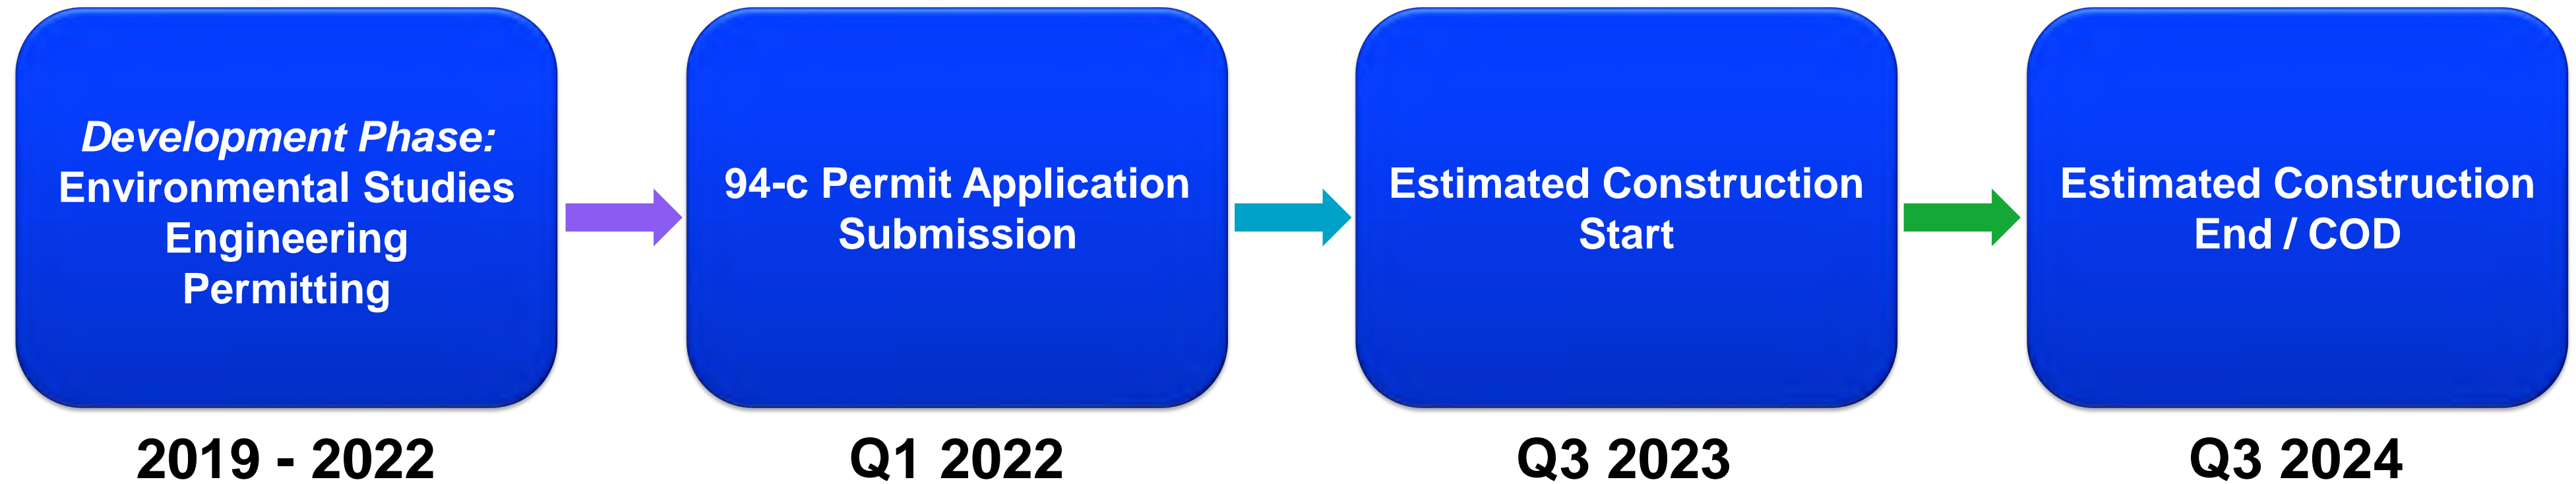 Development Phase:
Environmental Studies
Engineering
Permitting
94-c Permit Application
Submission
Estimated Construction
Start
Estimated Construction
End / COD
2019 - 2022
Q1 2022
Q3 2023
Q3 2024